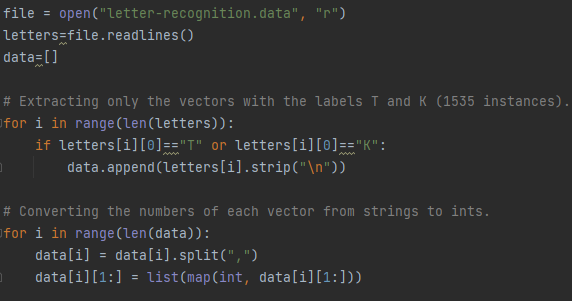 file = open("letter-recognition.data", "r")
letters=file.readlines()
data=[]

# Extracting only the vectors with the labels T and K (1535 instances).
for i in range(len(letters)):
    if letters[i][0]=="T" or letters[i][0]=="K":
        data.append(letters[i].strip("\n"))

# Converting the numbers of each vector from strings to ints.
for i in range(len(data)):
    data[i] = data[i].split(",")
    data[i][1:] = list(map(int, data[i][1:]))